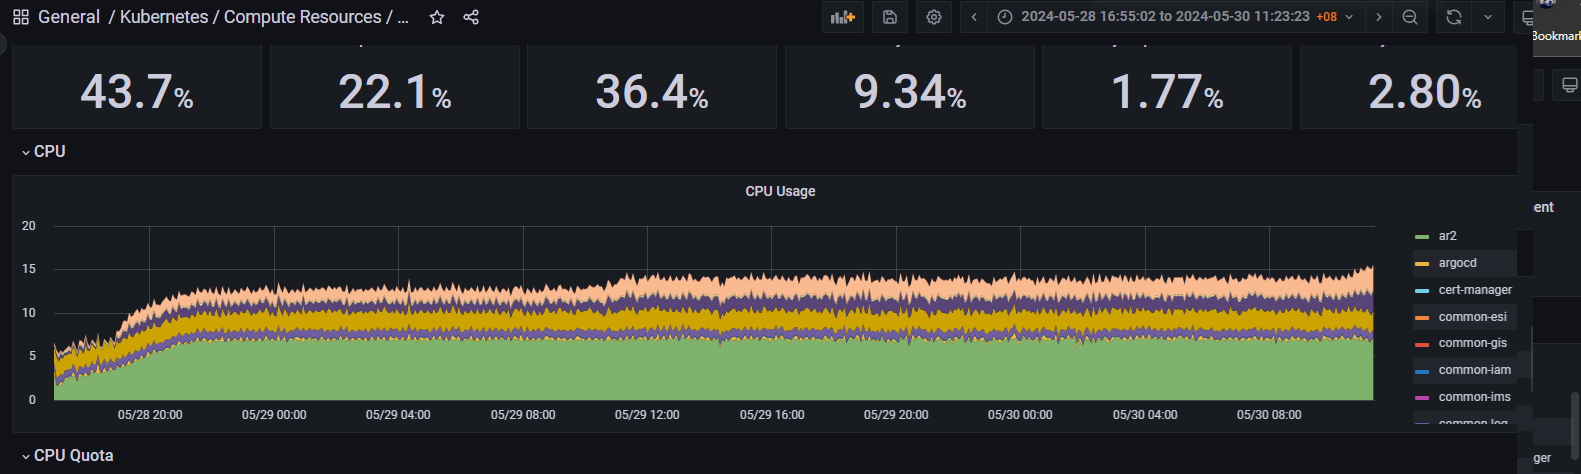 General / Kubernetes / Compute Resources / ...
2024-05-28 16:55:02 to 2024-05-30 11:23:23 +08
Bookmark
43.7%
22.1%
36.4%
9.34%
1.77%
2.80%
CPU
CPU Usage
ent
20
15
10
5
0
05/28 20:00
05/29 00:00
05/29 04:00
05/29 08:00
05/29 12:00
05/29 16:00
05/29 20:00
05/30 00:00
05/30 04:00
05/30 08:00
ar2
argocd
cert-manager
common-esi
common-gis
common-iam
common-ims
common-log
CPU Quota
ger